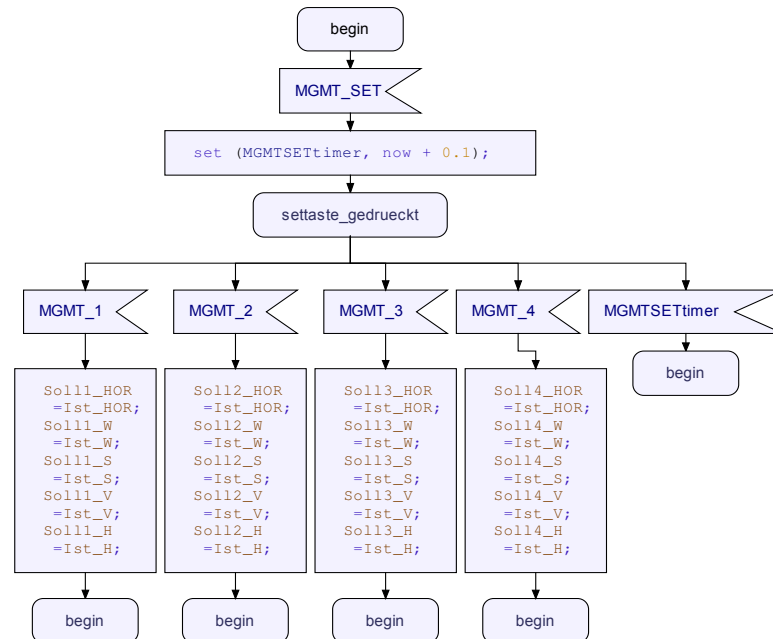 begin
MGMT_SET
set (MGMTSETtimer, now + 0.1);
settaste_gedrueckt
MGMT_1
MGMT_2
MGMT_3
MGMT_4
MGMTSETtimer
begin
Soll1_HOR
=Ist_HOR;
Soll1_W
=Ist_W;
Soll1_S
=Ist_S;
Soll1_V
=Ist_V;
Soll1_H
=Ist_H;
Soll2_HOR
=Ist_HOR;
Soll2_W
=Ist_W;
Soll2_S
=Ist_S;
Soll2_V
=Ist_V;
Soll2_H
=Ist_H;
Soll3_HOR
=Ist_HOR;
Soll3_W
=Ist_W;
Soll3_S
=Ist_S;
Soll3_V
=Ist_V;
Soll3_H
=Ist_H;
Soll4_HOR
=Ist_HOR;
Soll4_W
=Ist_W;
Soll4_S
=Ist_S;
Soll4_V
=Ist_V;
Soll4_H
=Ist_H;
begin
begin
begin
begin